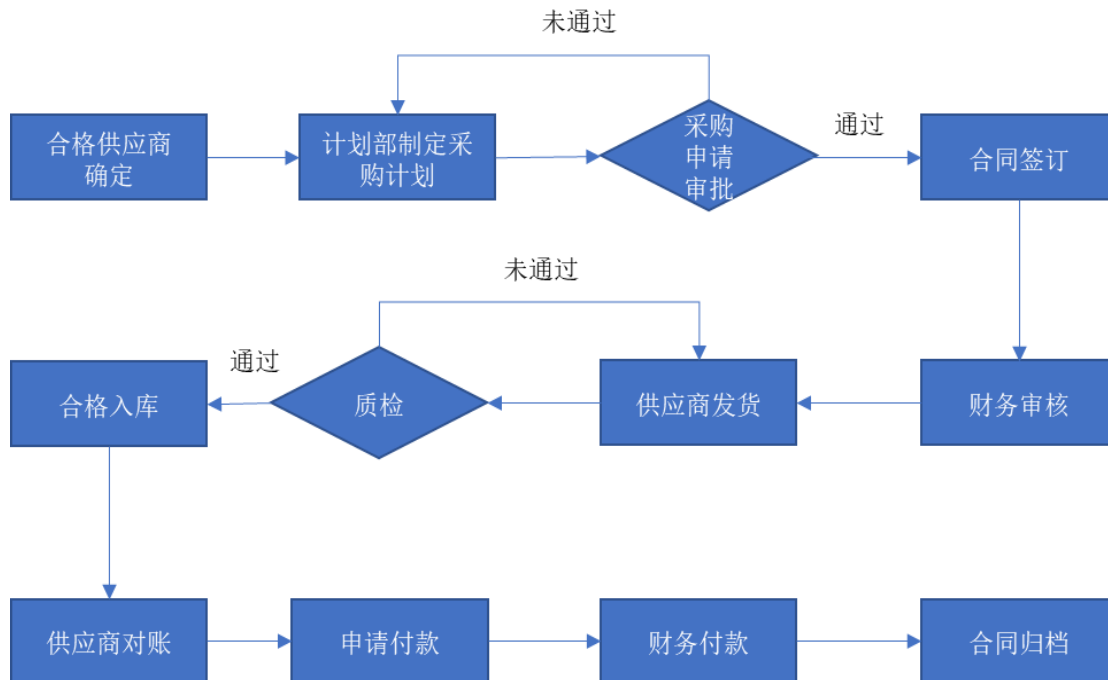 未通过
合格供应商
确定
计划部制定采
购计划
采购
申请
审批
通过
合同签订
未通过
合格入库
通过
质检
供应商发货
财务审核
供应商对账
申请付款
财务付款
合同归档